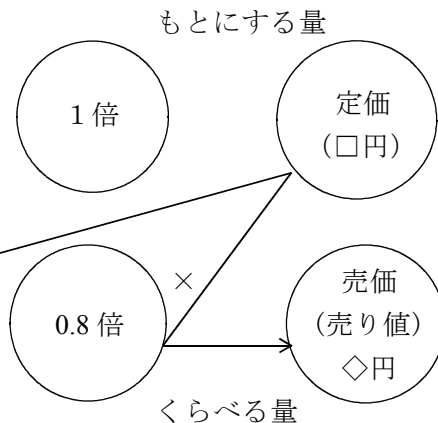 もとにする量
１倍
定価
（□円）
×
0.8 倍
売価
（売り値）
◇円
くらべる量